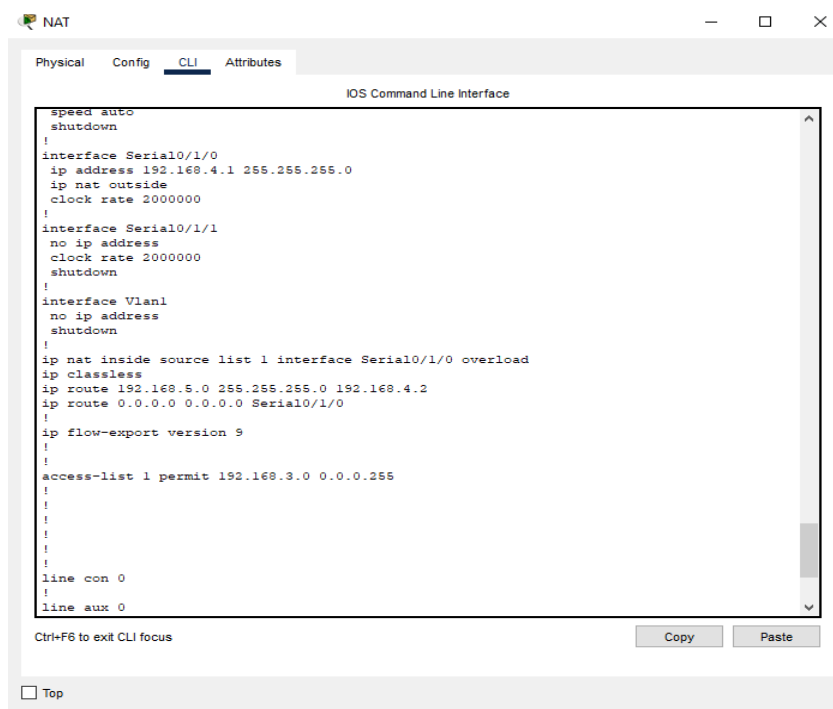 NAT
Physical Config CLI Attributes
IOS Command Line Interface
speed auto
shutdown
!
interface Serial0/1/0
ip address 192.168.4.1 255.255.255.0
ip nat outside
clock rate 2000000
!
interface Serial0/1/1
no ip address
clock rate 2000000
shutdown
!
interface Vlan1
no ip address
shutdown
!
ip nat inside source list 1 interface Serial0/1/0 overload
ip classless
ip route 192.168.5.0 255.255.255.0 192.168.4.2
ip route 0.0.0.0 0.0.0.0 Serial0/1/0
!
ip flow-export version 9
!
!
access-list 1 permit 192.168.3.0 0.0.0.255
!
!
!
!
!
!
line con 0
!
line aux 0
Ctrl+F6 to exit CLI focus
Copy Paste
Top